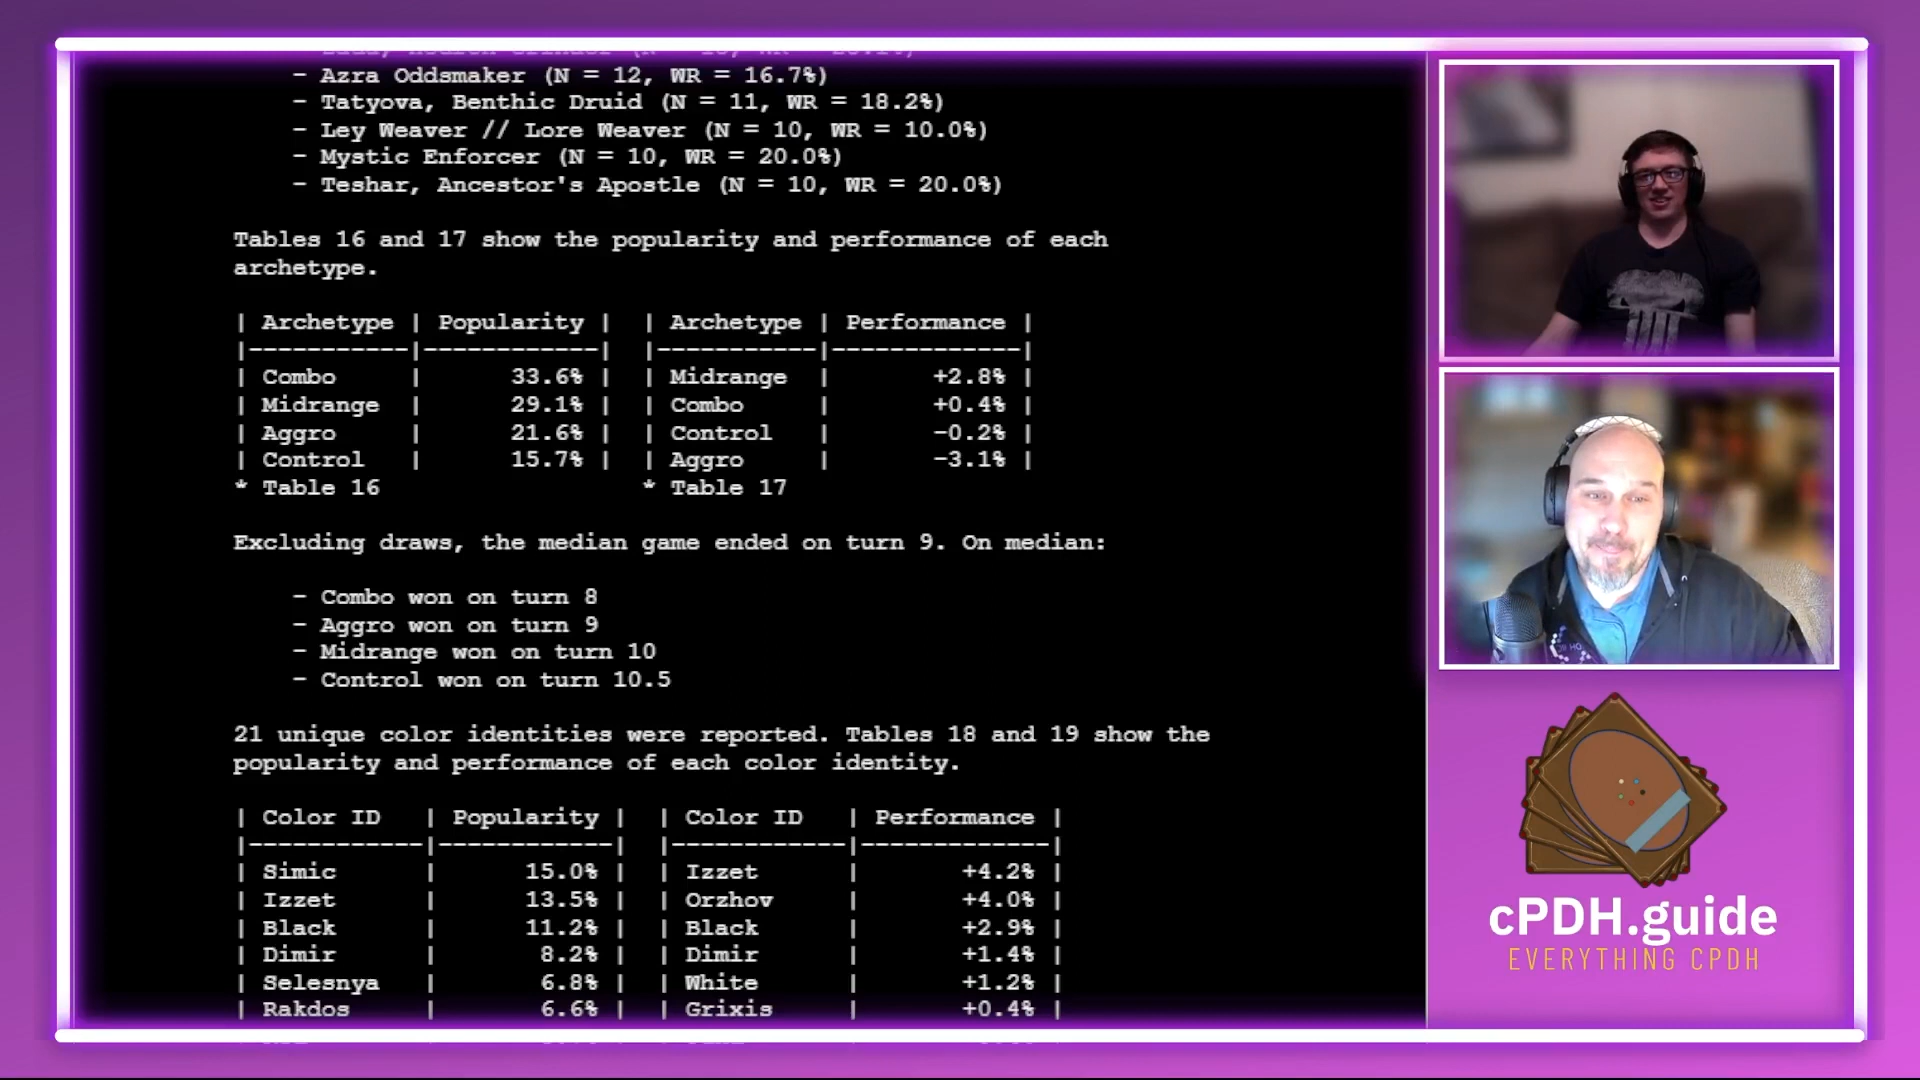 - Azra Oddsmaker (N = 12, WR = 16.7%)
- Tatyova, Benthic Druid (N = 11, WR = 18.2%)
- Ley Weaver // Lore Weaver (N = 10, WR = 10.0%)
- Mystic Enforcer (N = 10, WR = 20.0%)
- Teshar, Ancestor's Apostle (N = 10, WR = 20.0%)
Tables 16 and 17 show the popularity and performance of each
archetype.
| Archetype | Popularity | | Archetype | Performance |
|-----------|------------| |-----------|-------------|
| Combo | 33.6% | | Midrange | +2.8% |
| Midrange | 29.1% | | Combo | +0.4% |
| Aggro | 21.6% | | Control | -0.2% |
| Control | 15.7% | | Aggro | -3.1% |
* Table 16 * Table 17
Excluding draws, the median game ended on turn 9. On median:
- Combo won on turn 8
- Aggro won on turn 9
- Midrange won on turn 10
- Control won on turn 10.5
21 unique color identities were reported. Tables 18 and 19 show the
popularity and performance of each color identity.
| Color ID | Popularity | | Color ID | Performance |
|------------|------------| |------------|-------------|
| Simic | 15.0% | | Izzet | +4.2% |
| Izzet | 13.5% | | Orzhov | +4.0% |
| Black | 11.2% | | Black | +2.9% |
| Dimir | 8.2% | | Dimir | +1.4% |
| Selesnya | 6.8% | | White | +1.2% |
| Rakdos | 6.6% | | Grixis | +0.4% |
cPDH.guide
EVERYTHING CPDH